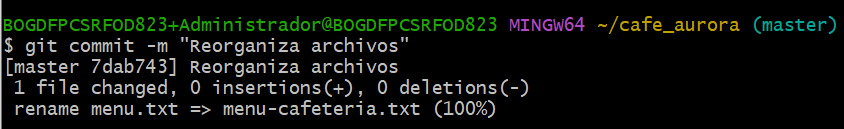 BOGDFPCSRFOD823+Administrador@BOGDFPCSRFOD823 MINGW64 ~/cafe_aurora (master)
$ git commit -m "Reorganiza archivos"
[master 7dab743] Reorganiza archivos
 1 file changed, 0 insertions(+), 0 deletions(-)
 rename menu.txt => menu-cafeteria.txt (100%)